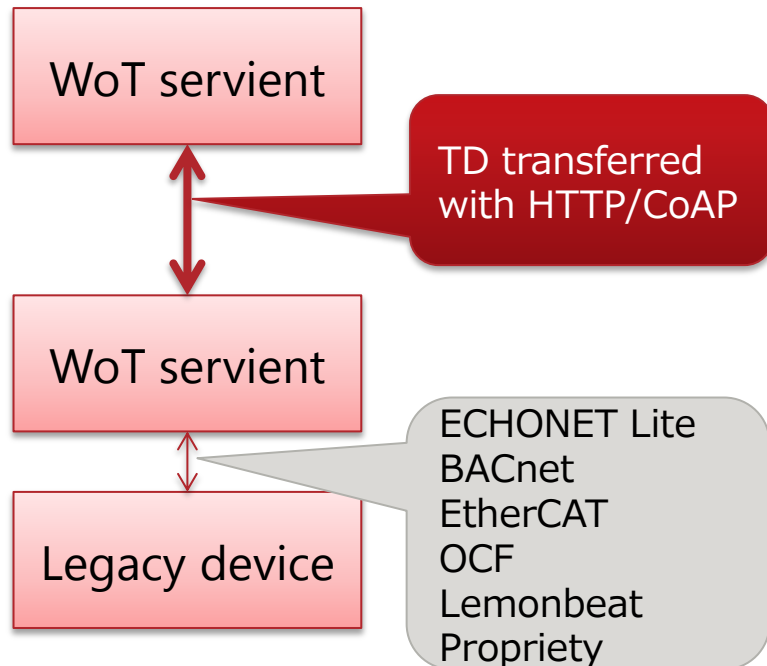 WoT servient
TD transferred
with HTTP/CoAP
WoT servient
ECHONET Lite
BACnet
EtherCAT
OCF
Lemonbeat
Propriety
Legacy device